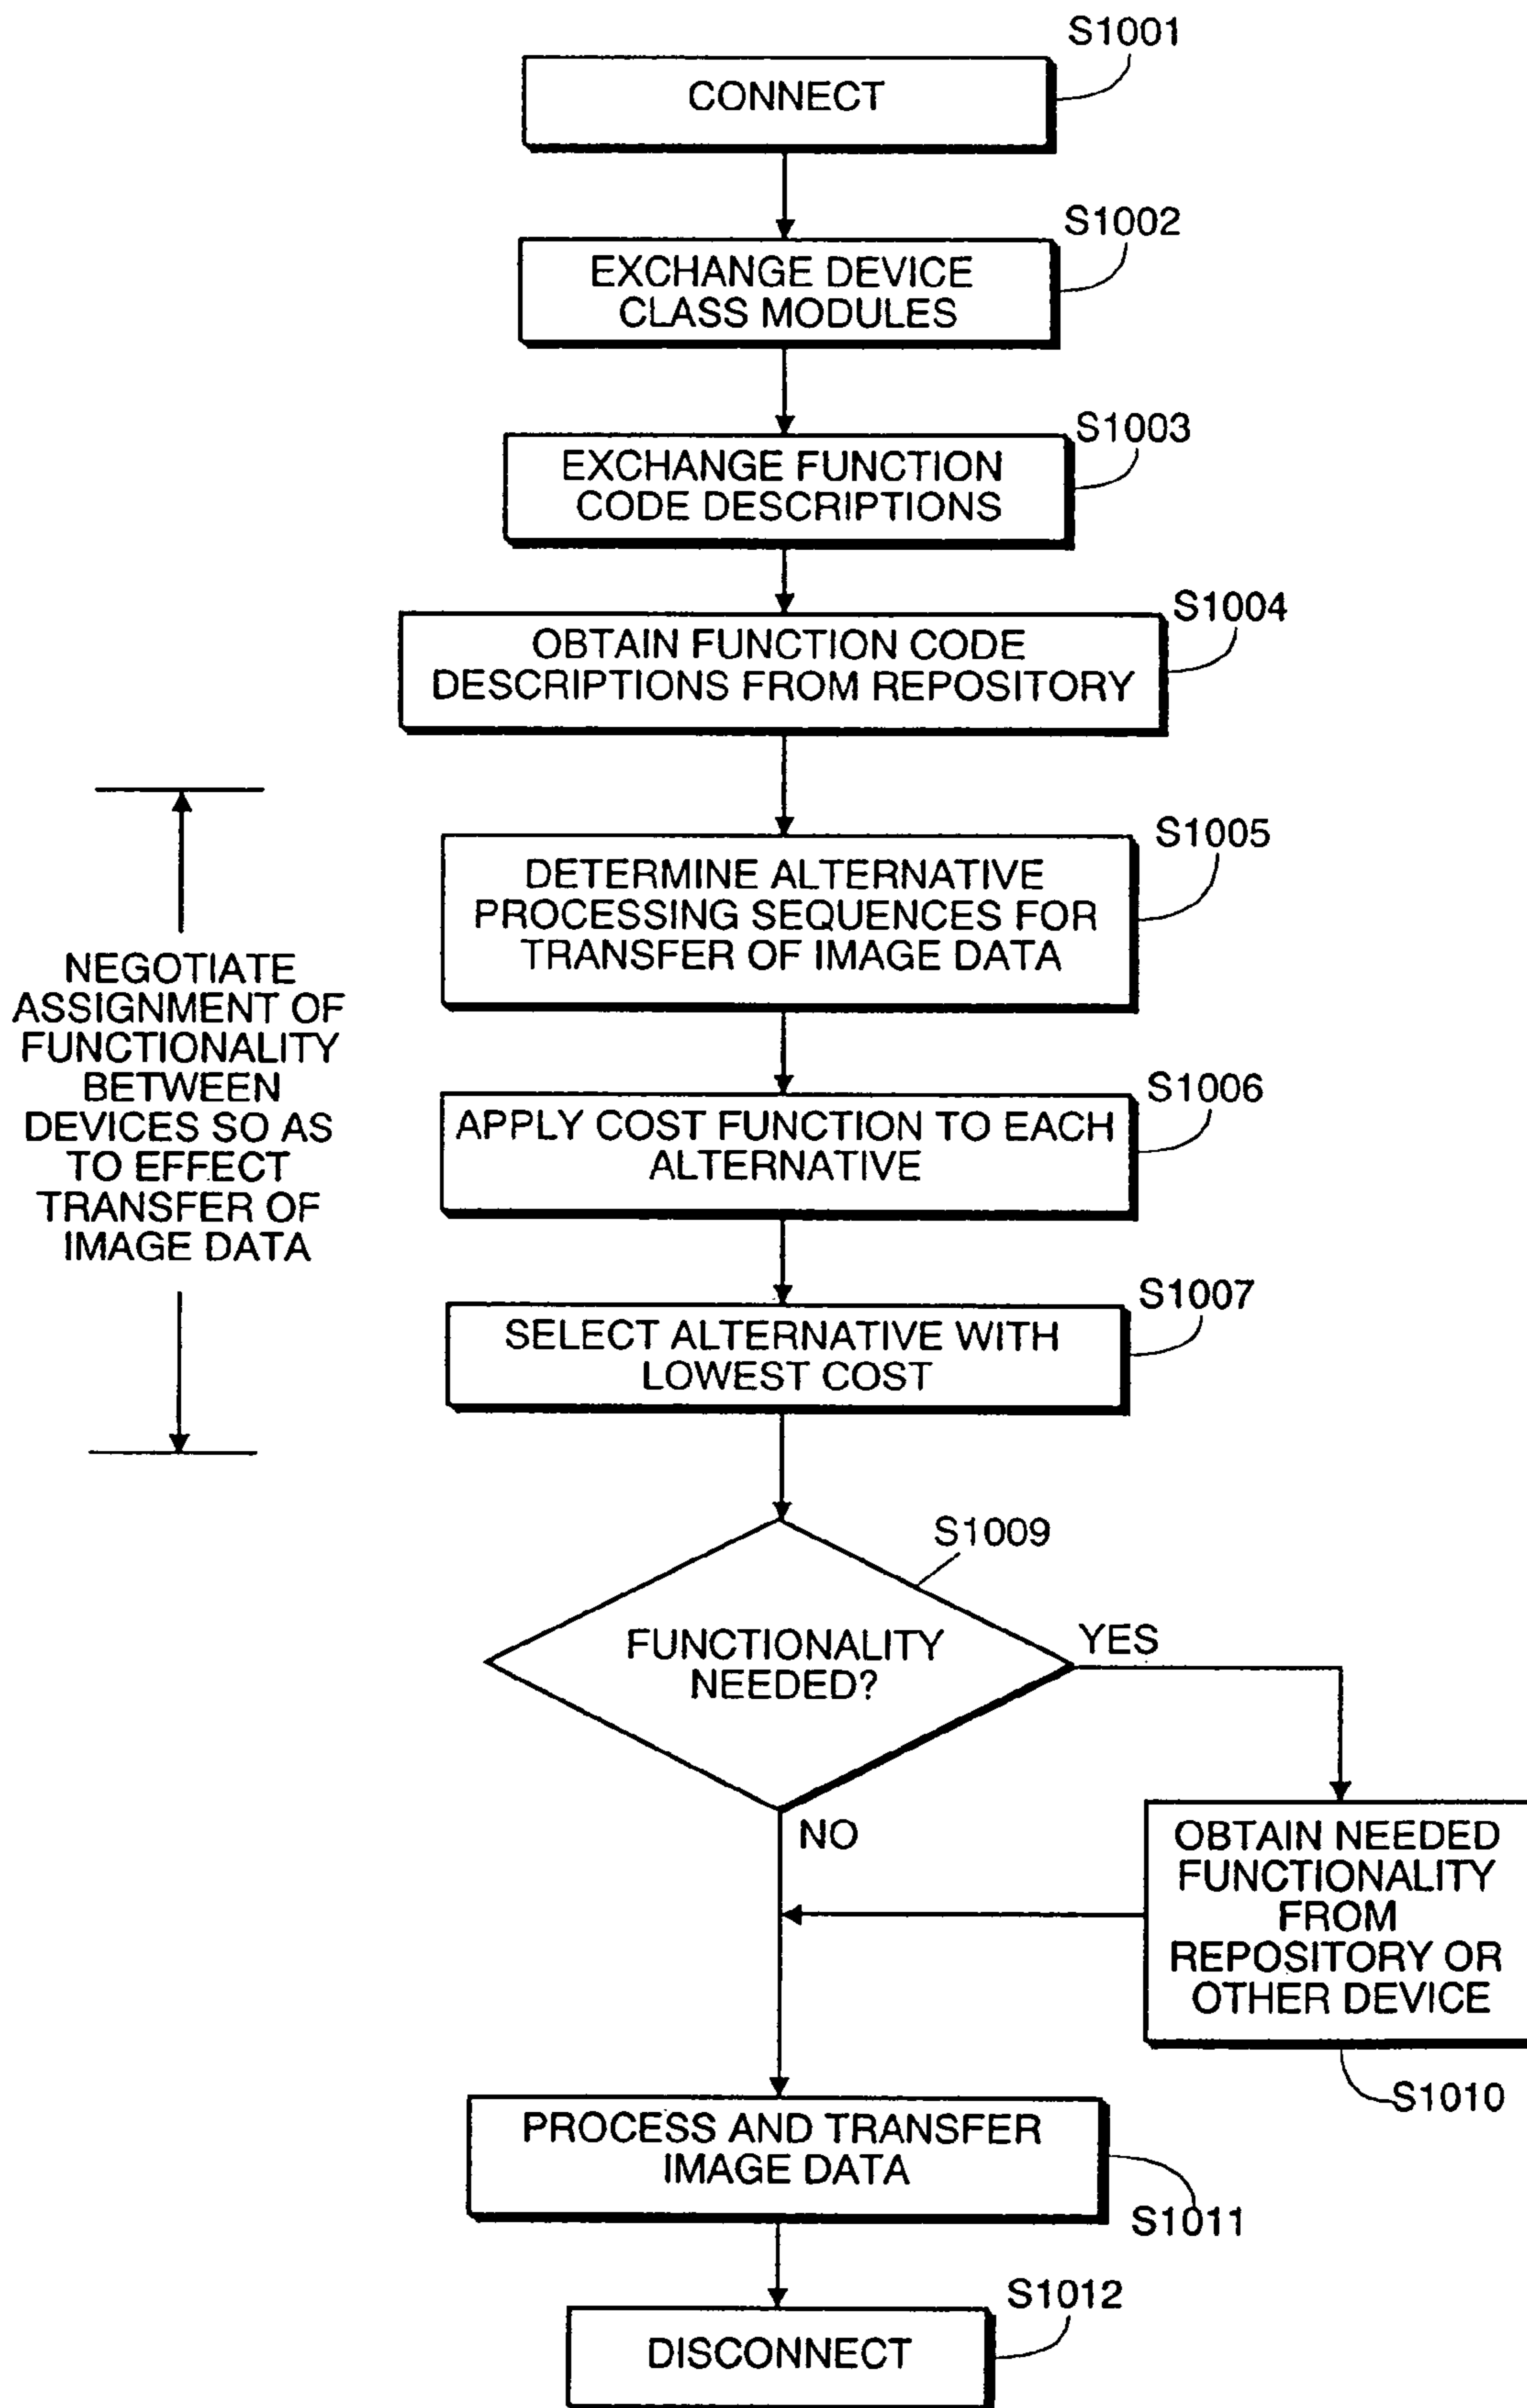 S1001
CONNECT
S1002
EXCHANGE DEVICE
CLASS MODULES
S1003
EXCHANGE FUNCTION
CODE DESCRIPTIONS
S1004
OBTAIN FUNCTION CODE
DESCRIPTIONS FROM REPOSITORY
NEGOTIATE
ASSIGNMENT OF
FUNCTIONALITY
BETWEEN
DEVICES SO AS
TO EFFECT
TRANSFER OF
IMAGE DATA
S1005
DETERMINE ALTERNATIVE
PROCESSING SEQUENCES FOR
TRANSFER OF IMAGE DATA
S1006
APPLY COST FUNCTION TO EACH
ALTERNATIVE
S1007
SELECT ALTERNATIVE WITH
LOWEST COST
S1009
FUNCTIONALITY
NEEDED?
YES
NO
OBTAIN NEEDED
FUNCTIONALITY
FROM
REPOSITORY OR
OTHER DEVICE
S1010
PROCESS AND TRANSFER
IMAGE DATA
S1011
S1012
DISCONNECT